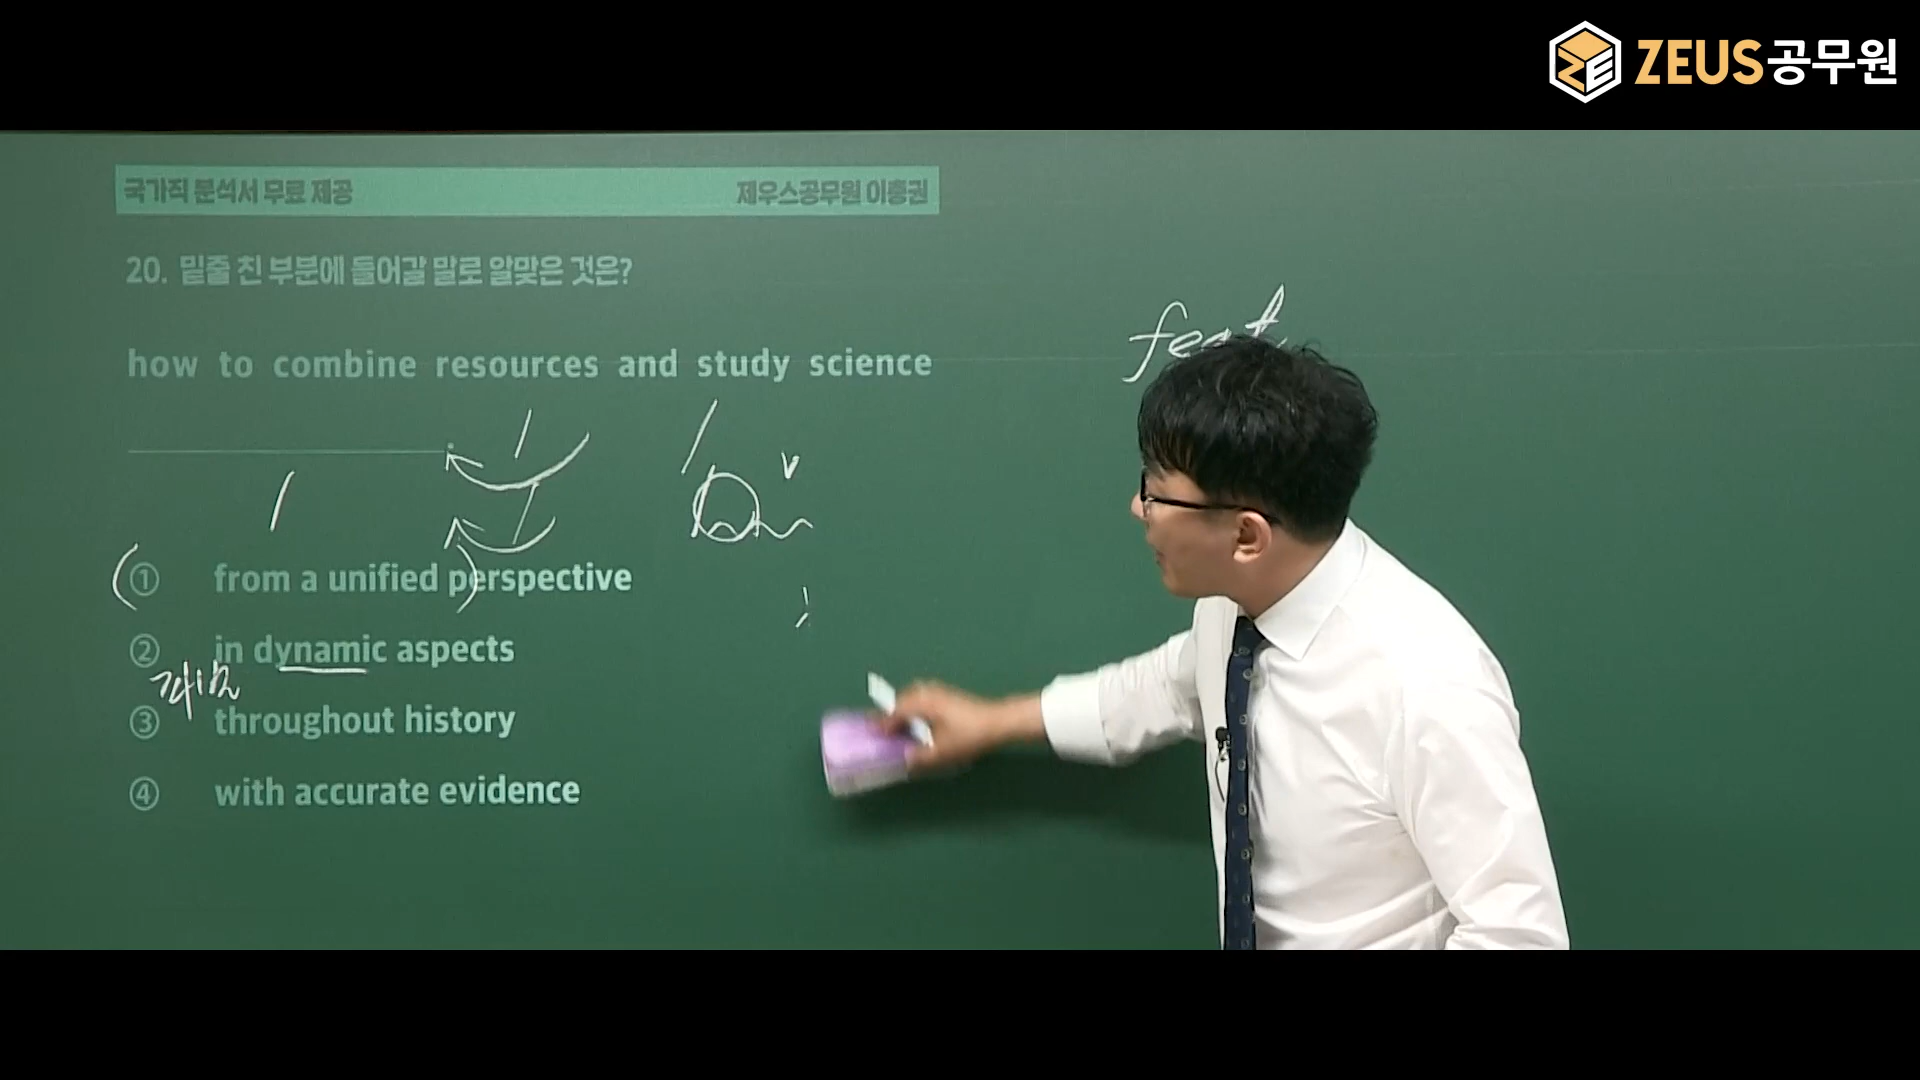 ZEUS공무원
국가직 분석서 무료 제공
제우스공무원 이총권
20. 밑줄 친 부분에 들어갈 말로 알맞은 것은?
how to combine resources and study science
① from a unified perspective
② in dynamic aspects
③ throughout history
④ with accurate evidence